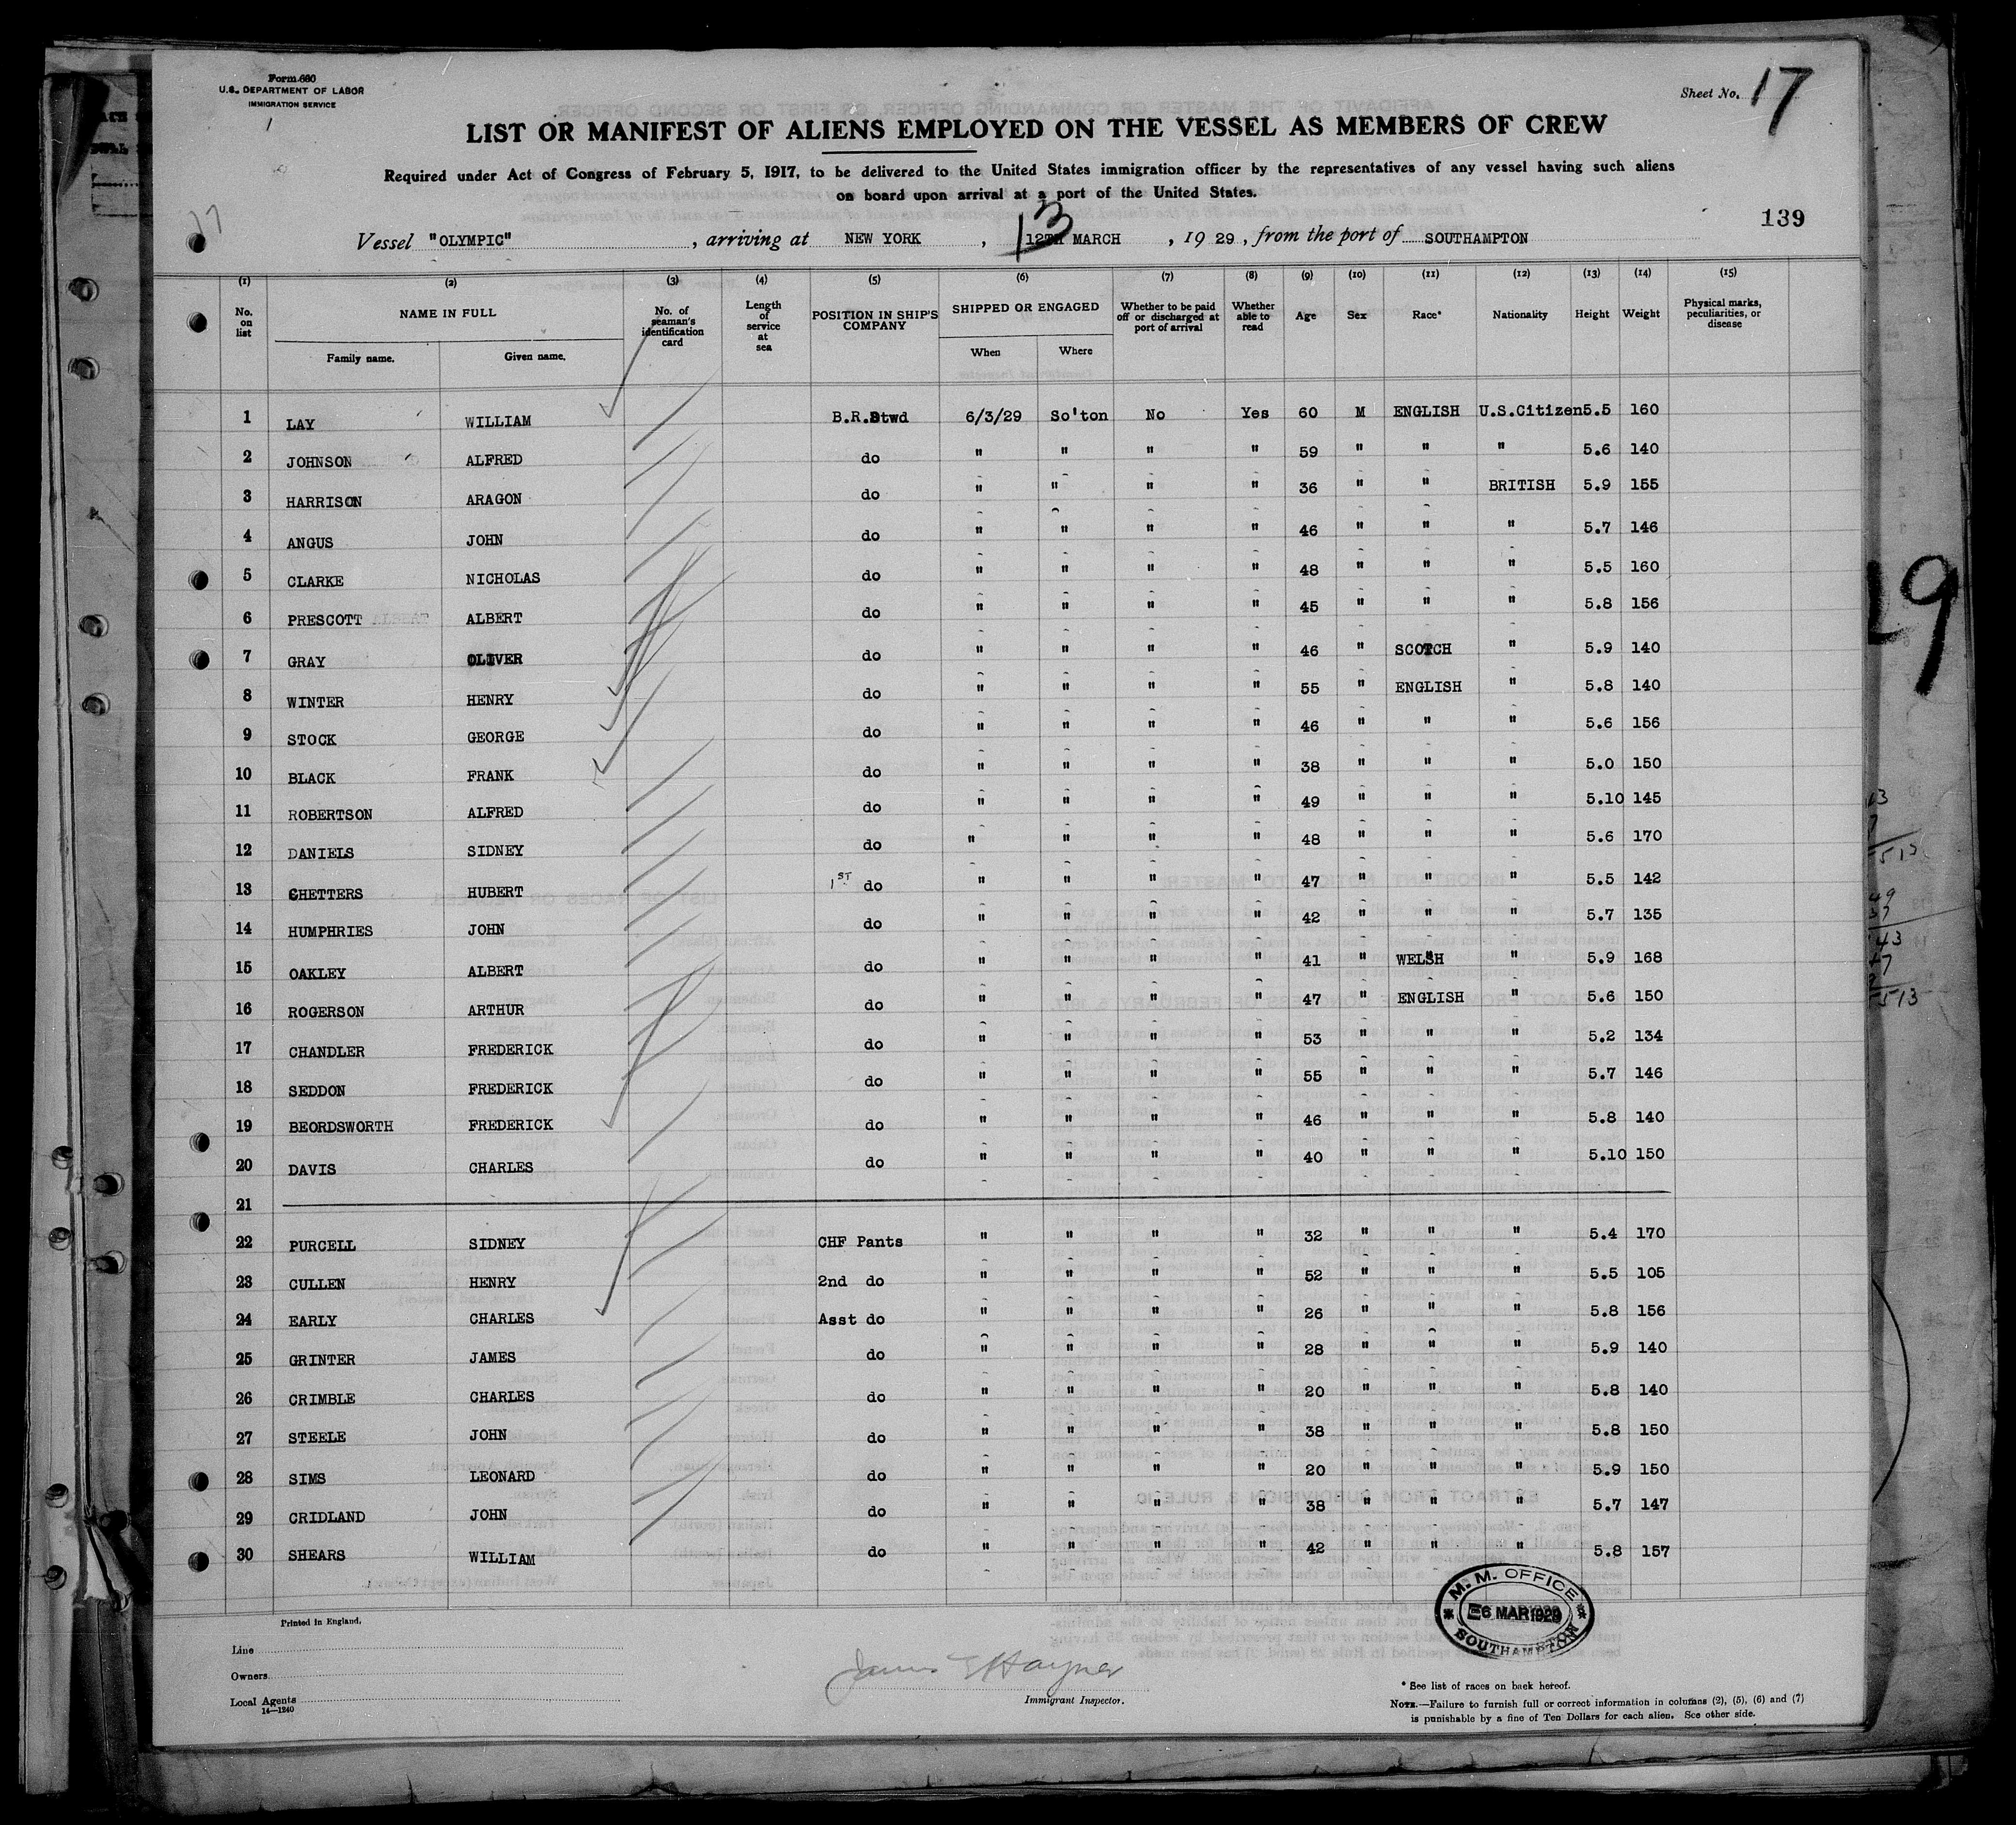 Form 680
U.S. DEPARTMENT OF LABOR
IMMIGRATION SERVICE
Sheet No. 17
LIST OR MANIFEST OF ALIENS EMPLOYED ON THE VESSEL AS MEMBERS OF CREW
Required under Act of Congress of February 5, 1917, to be delivered to the United States immigration officer by the representatives of any vessel having such aliens
on board upon arrival at a port of the United States.
139
Vessel "OLYMPIC", arriving at NEW YORK, 12TH 13 MARCH, 1929, from the port of SOUTHAMPTON
(1) (2) (3) (4) (5) (6) (7) (8) (9) (10) (11) (12) (13) (14) (15)
No. on list NAME IN FULL Family name. Given name. No. of seaman's identification card Length of service at sea POSITION IN SHIP'S COMPANY SHIPPED OR ENGAGED When Where Whether to be paid off or discharged at port of arrival Whether able to read Age Sex Race* Nationality Height Weight Physical marks, peculiarities, or disease
1 LAY WILLIAM B.R.Stwd 6/3/29 So'ton No Yes 60 M ENGLISH U.S.Citizen 5.5 160
2 JOHNSON ALFRED do " " " " 59 " " " 5.6 140
3 HARRISON ARAGON do " " " " 36 " " BRITISH 5.9 155
4 ANGUS JOHN do " " " " 46 " " " 5.7 146
5 CLARKE NICHOLAS do " " " " 48 " " " 5.5 160
6 PRESCOTT ALBERT do " " " " 45 " " " 5.8 156
7 GRAY OLIVER do " " " " 46 " SCOTCH " 5.9 140
8 WINTER HENRY do " " " " 55 " ENGLISH " 5.8 140
9 STOCK GEORGE do " " " " 46 " " " 5.6 156
10 BLACK FRANK do " " " " 38 " " " 5.0 150
11 ROBERTSON ALFRED do " " " " 49 " " " 5.10 145
12 DANIELS SIDNEY do " " " " 48 " " " 5.6 170
13 CHETTERS HUBERT 1ST do " " " " 47 " " " 5.5 142
14 HUMPHRIES JOHN do " " " " 42 " " " 5.7 135
15 OAKLEY ALBERT do " " " " 41 " WELSH " 5.9 168
16 ROGERSON ARTHUR do " " " " 47 " ENGLISH " 5.6 150
17 CHANDLER FREDERICK do " " " " 53 " " " 5.2 134
18 SEDDON FREDERICK do " " " " 55 " " " 5.7 146
19 BEORDSWORTH FREDERICK do " " " " 46 " " " 5.8 140
20 DAVIS CHARLES do " " " " 40 " " " 5.10 150
21
22 PURCELL SIDNEY CHF Pants " " " " 32 " " " 5.4 170
23 CULLEN HENRY 2nd do " " " " 52 " " " 5.5 105
24 EARLY CHARLES Asst do " " " " 26 " " " 5.8 156
25 GRINTER JAMES do " " " " 28 " " " 5.9 140
26 CRIMBLE CHARLES do " " " " 20 " " " 5.8 140
27 STEELE JOHN do " " " " 38 " " " 5.8 150
28 SIMS LEONARD do " " " " 20 " " " 5.9 150
29 CRIDLAND JOHN do " " " " 38 " " " 5.7 147
30 SHEARS WILLIAM do " " " " 42 " " " 5.8 157
M.M. OFFICE
6 MAR 1929
SOUTHAMPTON
Printed in England.
Line
Owners
Local Agents
14—1240
James E Haynes
Immigrant Inspector.
* See list of races on back hereof.
NOTE.—Failure to furnish full or correct information in columns (2), (5), (6) and (7)
is punishable by a fine of Ten Dollars for each alien. See other side.